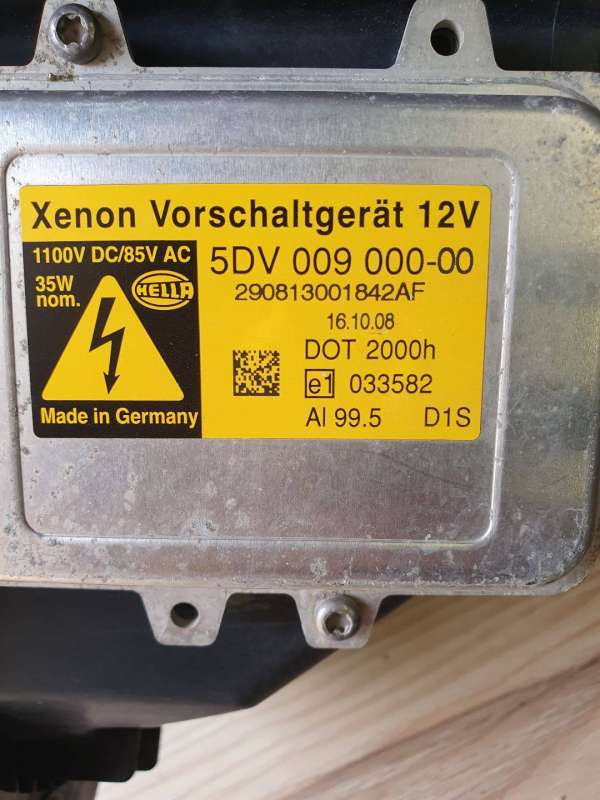 Xenon Vorschaltgerät 12V
1100V DC/85V AC
35W
nom.
HELLA
Made in Germany
5DV 009 000-00
290813001842AF
16.10.08
DOT 2000h
e1 033582
Al 99.5 D1S